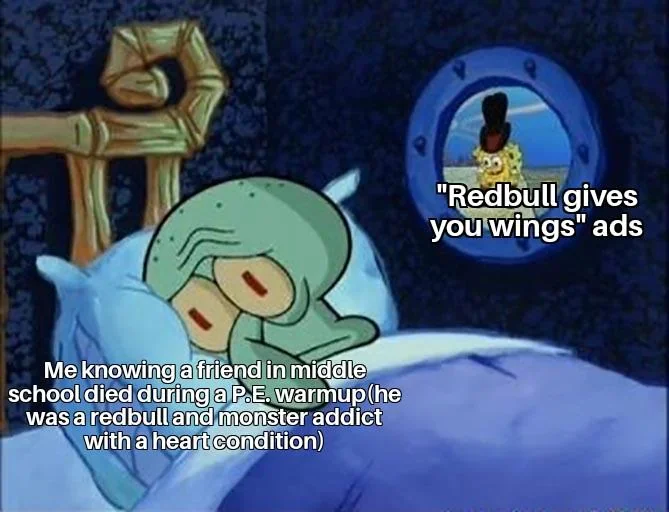 "Redbull gives
you wings" ads
Me knowing a friend in middle
school died during a P.E. warmup(he
was a redbull and monster addict
with a heart condition)